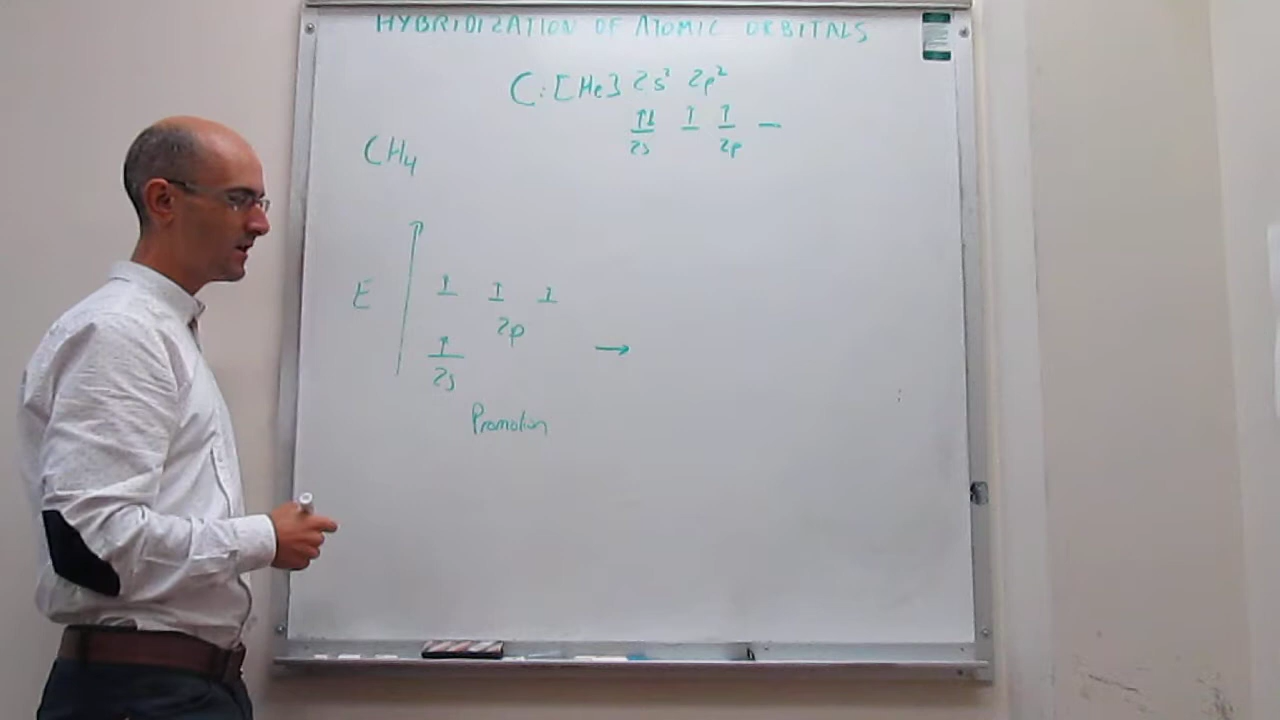 HYBRIDIZATION OF ATOMIC ORBITALS
C: [He] 2s² 2p²
2s 2p
CH₄
E
2p
2s
Promotion